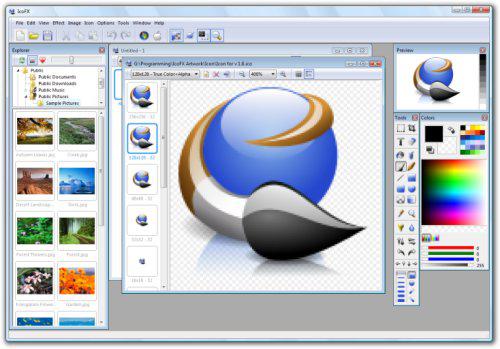 IcoFX
File Edit View Effect Image Icon Options Tools Window Help
Explorer
Public
Public Documents
Public Downloads
Public Music
Public Pictures
Sample Pictures
Autumn Leaves.jpg
Creek.jpg
Desert Landscap...
Dock.jpg
Forest Flowers.jpg
Forest.jpg
Frangipani Flowe...
Garden.jpg
Untitled - 1
G:\Programming\IcoFX Artwork\Icon\Icon for v 1.6.ico
128x128 - True Color+Alpha
400%
256x256 - 32
128x128 - 32
48x48 - 32
32x32 - 32
16x16 - 32
Preview
Tools
Colors
0
0
0
255